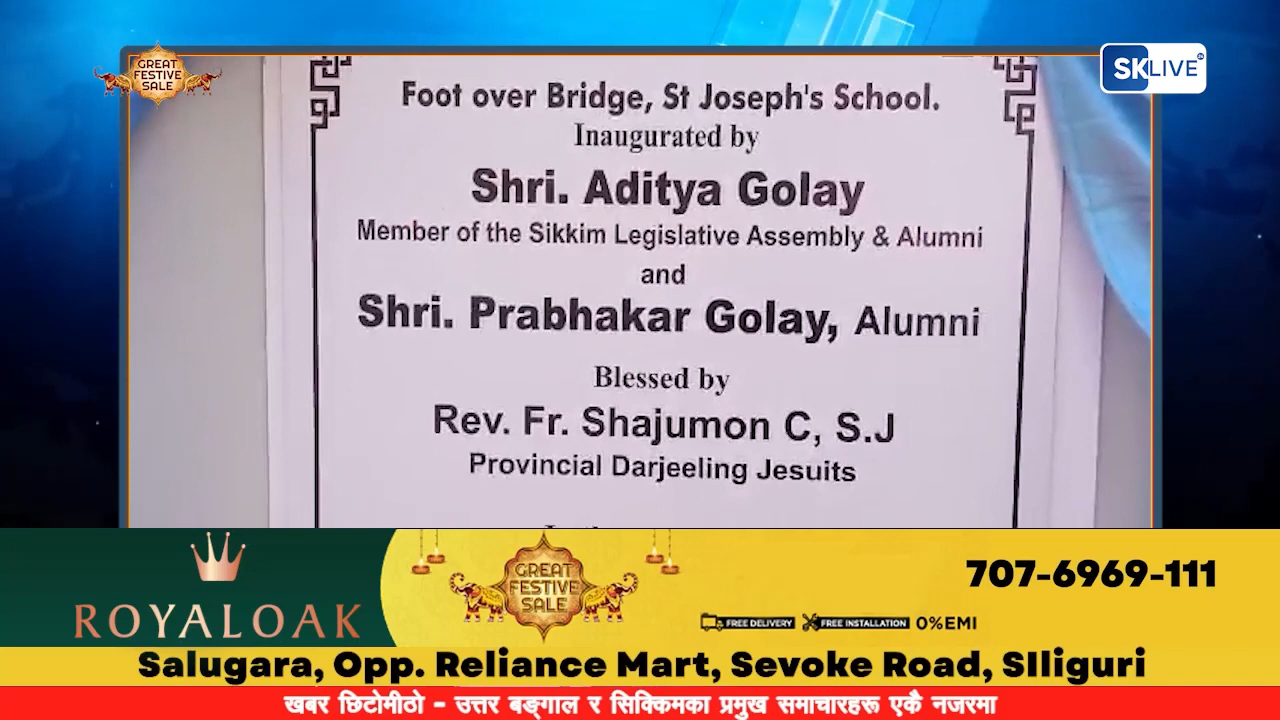 GREAT
FESTIVE
SALE
SKLIVE
Foot over Bridge, St Joseph's School.
Inaugurated by
Shri. Aditya Golay
Member of the Sikkim Legislative Assembly & Alumni
and
Shri. Prabhakar Golay, Alumni
Blessed by
Rev. Fr. Shajumon C, S.J
Provincial Darjeeling Jesuits
ROYALOAK
GREAT
FESTIVE
SALE
707-6969-111
FREE DELIVERY FREE INSTALLATION 0%EMI
Salugara, Opp. Reliance Mart, Sevoke Road, SIliguri
खबर छिटोमीठो - उत्तर बङ्गाल र सिक्किमका प्रमुख समाचारहरू एकै नजरमा